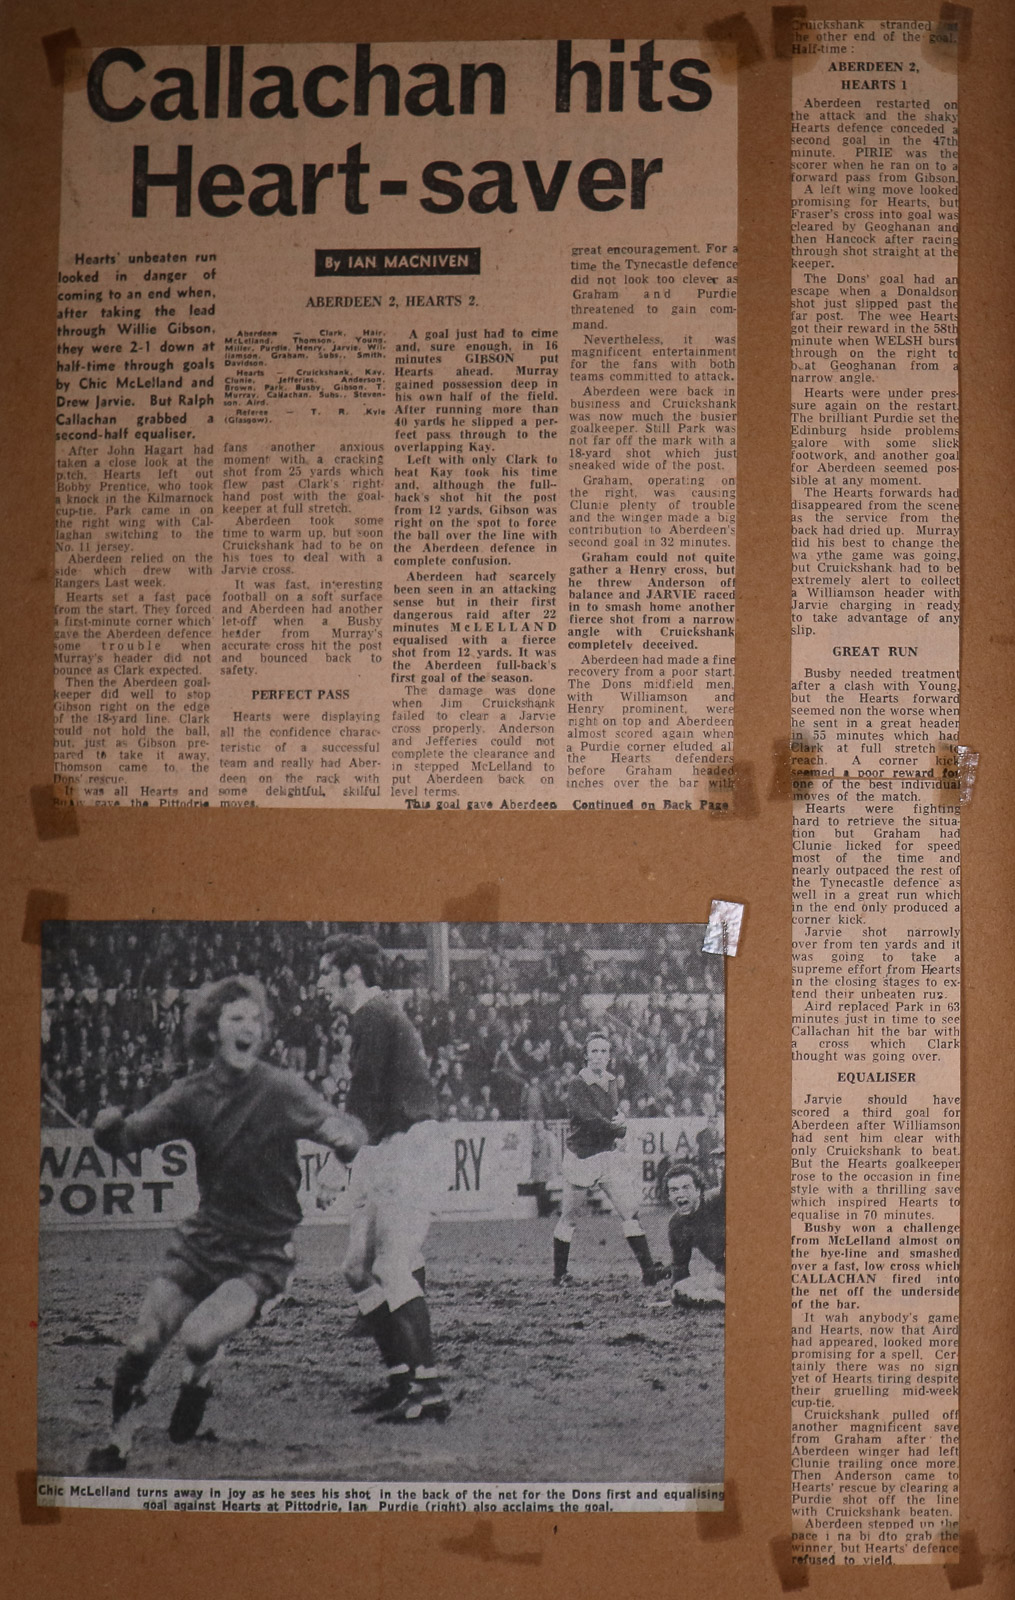 Callachan hits
Heart-saver
Hearts' unbeaten run
looked in danger of
coming to an end when,
after taking the lead
through Willie Gibson,
they were 2-1 down at
half-time through goals
by Chic McLelland and
Drew Jarvie. But Ralph
Callachan grabbed a
second-half equaliser.
After John Hagart had
taken a close look at the
pitch, Hearts left out
Bobby Prentice, who took
a knock in the Kilmarnock
cup-tie. Park came in on
the right wing with Cal-
laghan switching to the
No. 11 jersey.
Aberdeen relied on the
side which drew with
Rangers Last week.
Hearts set a fast pace
from the start. They forced
a first-minute corner which
gave the Aberdeen defence
some trouble when
Murray's header did not
bounce as Clark expected.
Then the Aberdeen goal-
keeper did well to stop
Gibson right on the edge
of the 18-yard line. Clark
could not hold the ball,
but, just as Gibson pre-
pared to take it away,
Thomson came to the
Dons' rescue.
It was all Hearts and
gave the Pittodrie
By IAN MACNIVEN
ABERDEEN 2, HEARTS 2.
Aberdeen — Clark, Hair,
McLelland, Thomson, Young,
Miller, Purdie, Henry, Jarvie, Wil-
liamson, Graham. Subs., Smith,
Davidson.
Hearts — Cruickshank, Kay,
Clunie, Jefferies, Anderson,
Brown, Park, Busby, Gibson, T.
Murray, Callachan. Subs., Steven-
son, Aird.
Referee — T. R. Kyle
(Glasgow).
fans another anxious
moment with a cracking
shot from 25 yards which
flew past Clark's right-
hand post with the goal-
keeper at full stretch.
Aberdeen took some
time to warm up, but soon
Cruickshank had to be on
his toes to deal with a
Jarvie cross.
It was fast, interesting
football on a soft surface
and Aberdeen had another
let-off when a Busby
header from Murray's
accurate cross hit the post
and bounced back to
safety.
PERFECT PASS
Hearts were displaying
all the confidence charac-
teristic of a successful
team and really had Aber-
deen on the rack with
some delightful, skilful
moves.
A goal just had to cime
and, sure enough, in 16
minutes GIBSON put
Hearts ahead. Murray
gained possession deep in
his own half of the field.
After running more than
40 yards he slipped a per-
fect pass through to the
overlapping Kay.
Left with only Clark to
beat Kay took his time
and, although the full-
back's shot hit the post
from 12 yards, Gibson was
right on the spot to force
the ball over the line with
the Aberdeen defence in
complete confusion.
Aberdeen had scarcely
been seen in an attacking
sense but in their first
dangerous raid after 22
minutes McLELLAND
equalised with a fierce
shot from 12 yards. It was
the Aberdeen full-back's
first goal of the season.
The damage was done
when Jim Cruickshank
failed to clear a Jarvie
cross properly. Anderson
and Jefferies could not
complete the clearance and
in stepped McLelland to
put Aberdeen back on
level terms.
This goal gave Aberdeen
great encouragement. For a
time the Tynecastle defence
did not look too clever as
Graham and Purdie
threatened to gain com-
mand.
Nevertheless, it was
magnificent entertainment
for the fans with both
teams committed to attack.
Aberdeen were back in
business and Cruickshank
was now much the busier
goalkeeper. Still Park was
not far off the mark with a
18-yard shot which just
sneaked wide of the post.
Graham, operating on
the right, was causing
Clunie plenty of trouble
and the winger made a big
contribution to Aberdeen's
second goal in 32 minutes.
Graham could not quite
gather a Henry cross, but
he threw Anderson off
balance and JARVIE raced
in to smash home another
fierce shot from a narrow
angle with Cruickshank
completely deceived.
Aberdeen had made a fine
recovery from a poor start.
The Dons midfield men,
with Williamson and
Henry prominent, were
right on top and Aberdeen
almost scored again when
a Purdie corner eluded all
the Hearts defenders
before Graham headed
inches over the bar with
Continued on Back Page
Cruickshank stranded
the other end of the goal.
Half-time :
ABERDEEN 2,
HEARTS 1
Aberdeen restarted on
the attack and the shaky
Hearts defence conceded a
second goal in the 47th
minute. PIRIE was the
scorer when he ran on to a
forward pass from Gibson.
A left wing move looked
promising for Hearts, but
Fraser's cross into goal was
cleared by Geoghanan and
then Hancock after racing
through shot straight at the
keeper.
The Dons' goal had an
escape when a Donaldson
shot just slipped past the
far post. The wee Hearts
got their reward in the 58th
minute when WELSH burst
through on the right to
beat Geoghanan from a
narrow angle.
Hearts were under pres-
sure again on the restart.
The brilliant Purdie set the
Edinburg hside problems
galore with some slick
footwork, and another goal
for Aberdeen seemed pos-
sible at any moment.
The Hearts forwards had
disappeared from the scene
as the service from the
back had dried up. Murray
did his best to change the
wa ythe game was going,
but Cruickshank had to be
extremely alert to collect
a Williamson header with
Jarvie charging in ready
to take advantage of any
slip.
GREAT RUN
Busby needed treatment
after a clash with Young,
but the Hearts forward
seemed non the worse when
he sent in a great header
in 55 minutes which had
Clark at full stretch to
reach. A corner kick
seemed a poor reward for
one of the best individual
moves of the match.
Hearts were fighting
hard to retrieve the situa-
tion but Graham had
Clunie licked for speed
most of the time and
nearly outpaced the rest of
the Tynecastle defence as
well in a great run which
in the end only produced a
corner kick.
Jarvie shot narrowly
over from ten yards and it
was going to take a
supreme effort from Hearts
in the closing stages to ex-
tend their unbeaten run.
Aird replaced Park in 63
minutes just in time to see
Callachan hit the bar with
a cross which Clark
thought was going over.
EQUALISER
Jarvie should have
scored a third goal for
Aberdeen after Williamson
had sent him clear with
only Cruickshank to beat.
But the Hearts goalkeeper
rose to the occasion in fine
style with a thrilling save
which inspired Hearts to
equalise in 70 minutes.
Busby won a challenge
from McLelland almost on
the bye-line and smashed
over a fast, low cross which
CALLACHAN fired into
the net off the underside
of the bar.
It wah anybody's game
and Hearts, now that Aird
had appeared, looked more
promising for a spell. Cer-
tainly there was no sign
yet of Hearts tiring despite
their gruelling mid-week
cup-tie.
Cruickshank pulled off
another magnificent save
from Graham after the
Aberdeen winger had left
Clunie trailing once more.
Then Anderson came to
Hearts' rescue by clearing a
Purdie shot off the line
with Cruickshank beaten.
Aberdeen stepped up the
pace i na bi dto grab the
winner, but Hearts' defence
refused to yield.
WAN'S
PORT
RY
BLA
Chic McLelland turns away in joy as he sees his shot in the back of the net for the Dons first and equalising
goal against Hearts at Pittodrie, Ian Purdie (right) also acclaims the goal.